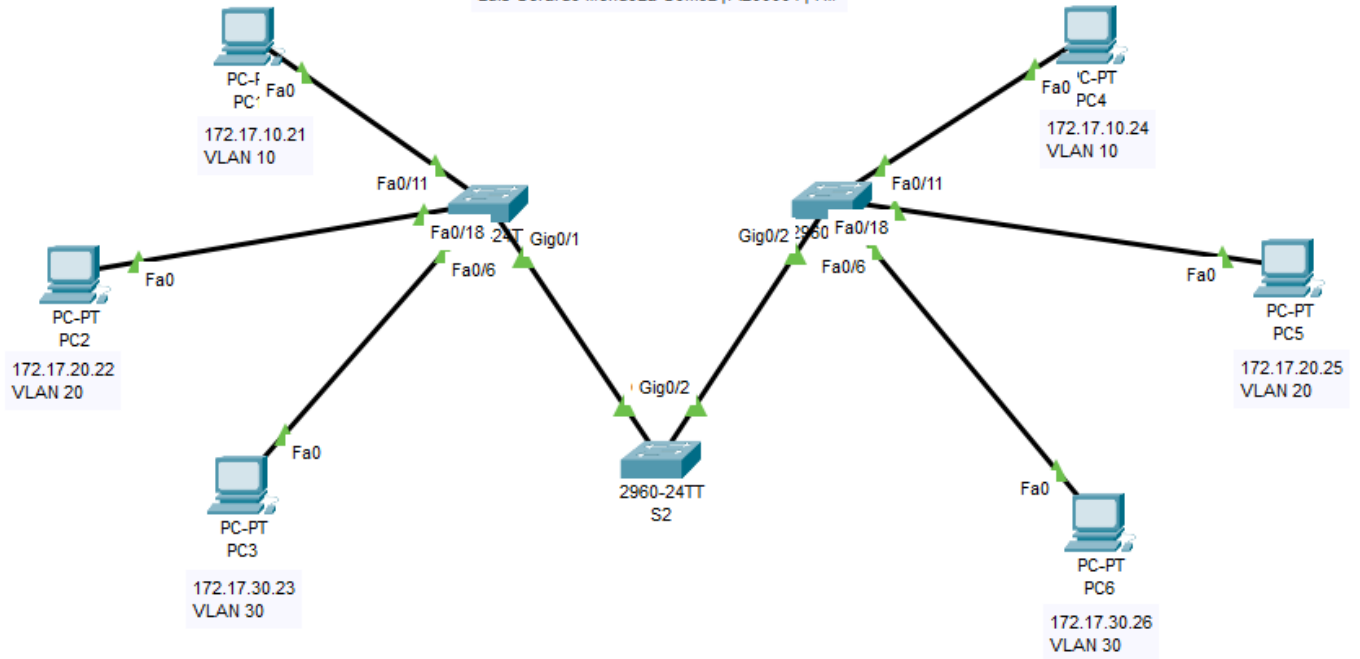 PC-
PC
Fa0
172.17.10.21
VLAN 10
Fa0/11
Fa0/18
Fa0/6
Gig0/1
Fa0
PC-PT
PC2
172.17.20.22
VLAN 20
Fa0
PC-PT
PC3
172.17.30.23
VLAN 30
Gig0/2
2960-24TT
S2
C-PT
PC4
Fa0
172.17.10.24
VLAN 10
Fa0/11
Gig0/2
2960
Fa0/18
Fa0/6
Fa0
PC-PT
PC5
172.17.20.25
VLAN 20
Fa0
PC-PT
PC6
172.17.30.26
VLAN 30